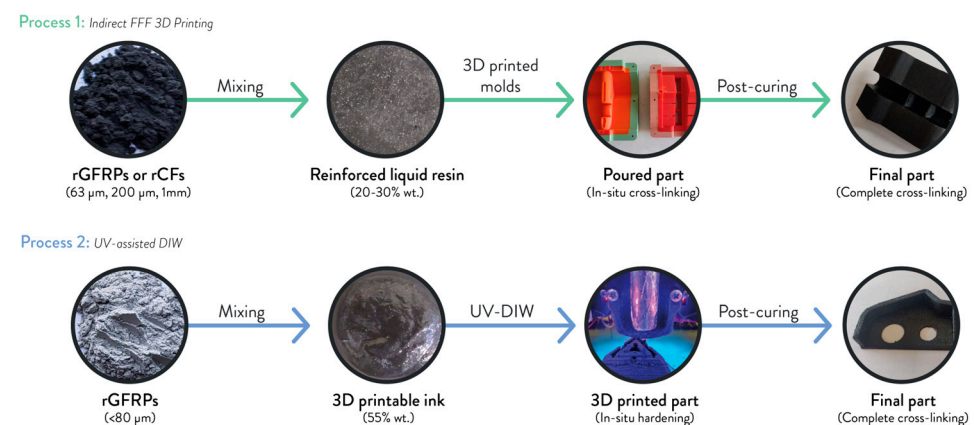 Process 1: Indirect FFF 3D Printing
Mixing
3D printed
molds
Post-curing
rGFRPs or rCFs
(63 µm, 200 µm, 1mm)
Reinforced liquid resin
(20-30% wt.)
Poured part
(In-situ cross-linking)
Final part
(Complete cross-linking)
Process 2: UV-assisted DIW
Mixing
UV-DIW
Post-curing
rGFRPs
(<80 µm)
3D printable ink
(55% wt.)
3D printed part
(In-situ hardening)
Final part
(Complete cross-linking)